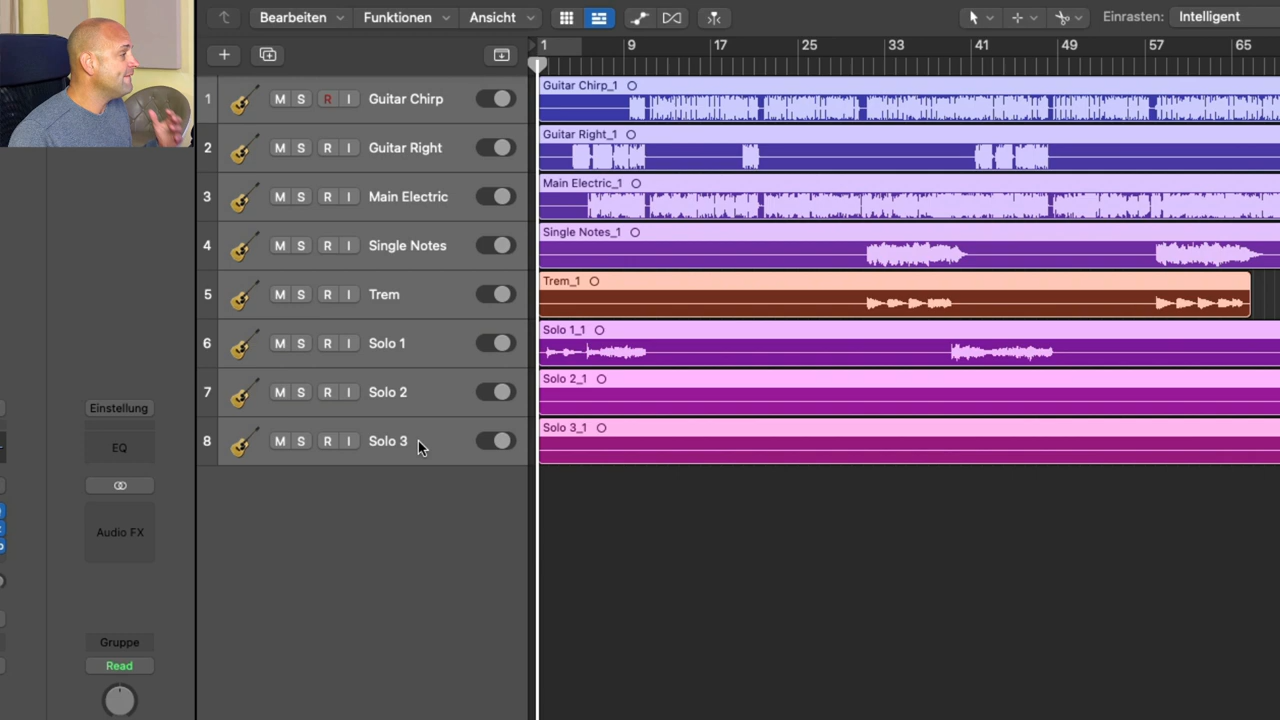 Bearbeiten Funktionen Ansicht Einrasten: Intelligent
1 9 17 25 33 41 49 57 65
1 M S R I Guitar Chirp
Guitar Chirp_1
2 M S R I Guitar Right
Guitar Right_1
3 M S R I Main Electric
Main Electric_1
4 M S R I Single Notes
Single Notes_1
5 M S R I Trem
Trem_1
6 M S R I Solo 1
Solo 1_1
7 M S R I Solo 2
Solo 2_1
8 M S R I Solo 3
Solo 3_1
Einstellung
EQ
Audio FX
Gruppe
Read